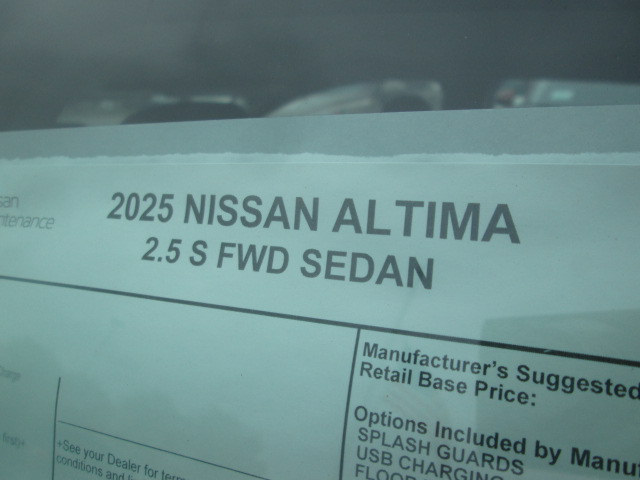 2025 NISSAN ALTIMA
2.5 S FWD SEDAN
Manufacturer's Suggested
Retail Base Price:
Options Included by Manu
SPLASH GUARDS
USB CHARGING
FLOOR
+See your Dealer for
conditions and